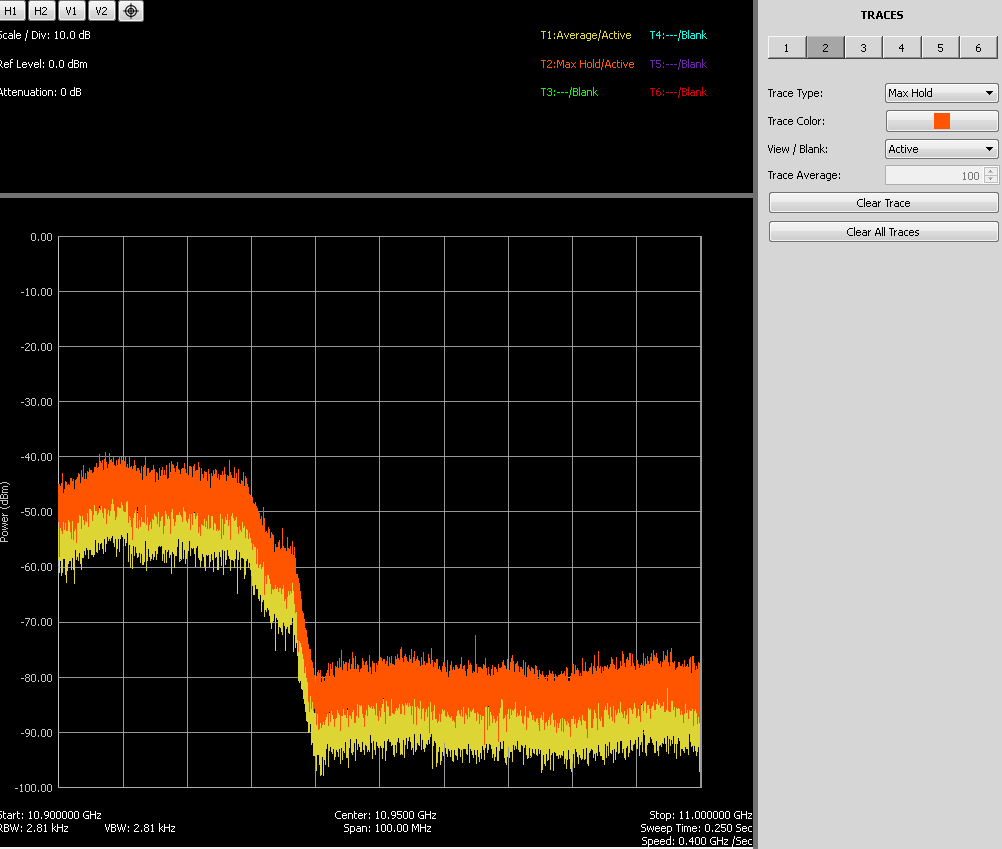 H1 H2 V1 V2
Scale / Div: 10.0 dB
Ref Level: 0.0 dBm
Attenuation: 0 dB
T1:Average/Active T4:---/Blank
T2:Max Hold/Active T5:---/Blank
T3:---/Blank T6:---/Blank
TRACES
1 2 3 4 5 6
Trace Type: Max Hold
Trace Color:
View / Blank: Active
Trace Average: 100
Clear Trace
Clear All Traces
Power (dBm)
0.00
-10.00
-20.00
-30.00
-40.00
-50.00
-60.00
-70.00
-80.00
-90.00
-100.00
Start: 10.900000 GHz Center: 10.9500 GHz Stop: 11.000000 GHz
RBW: 2.81 kHz VBW: 2.81 kHz Span: 100.00 MHz Sweep Time: 0.250 Sec
Speed: 0.400 GHz /Sec